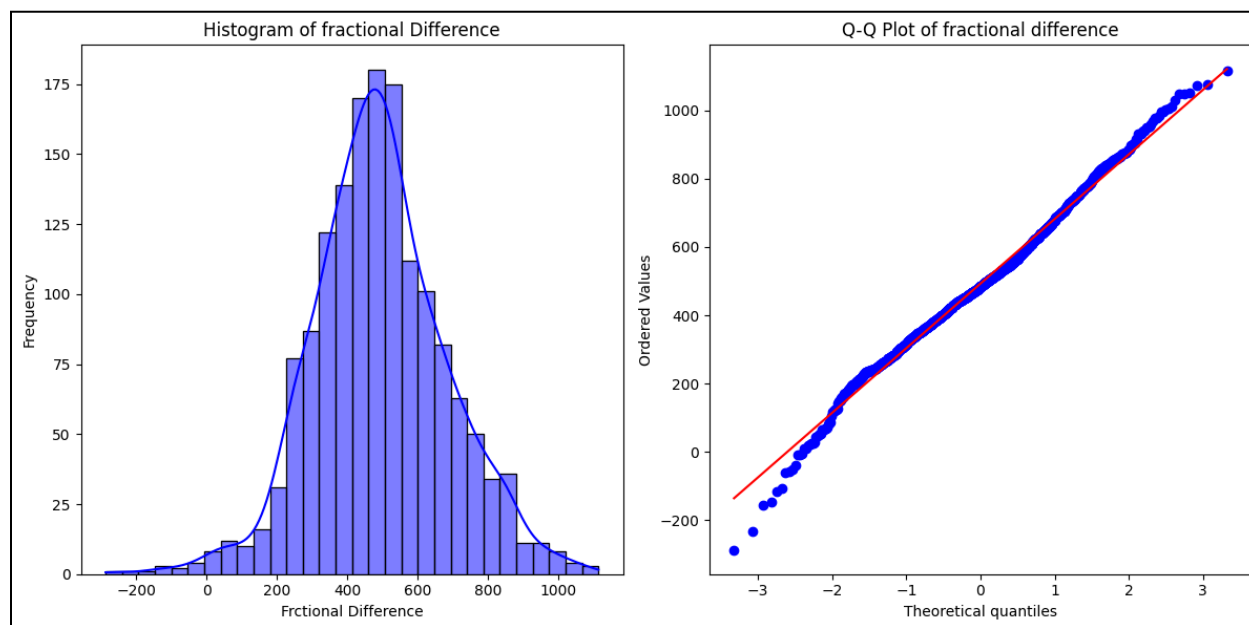 Histogram of fractional Difference
Frequency
175
150
125
100
75
50
25
0
−200 0 200 400 600 800 1000
Frctional Difference
Q-Q Plot of fractional difference
Ordered Values
1000
800
600
400
200
0
−200
−3 −2 −1 0 1 2 3
Theoretical quantiles